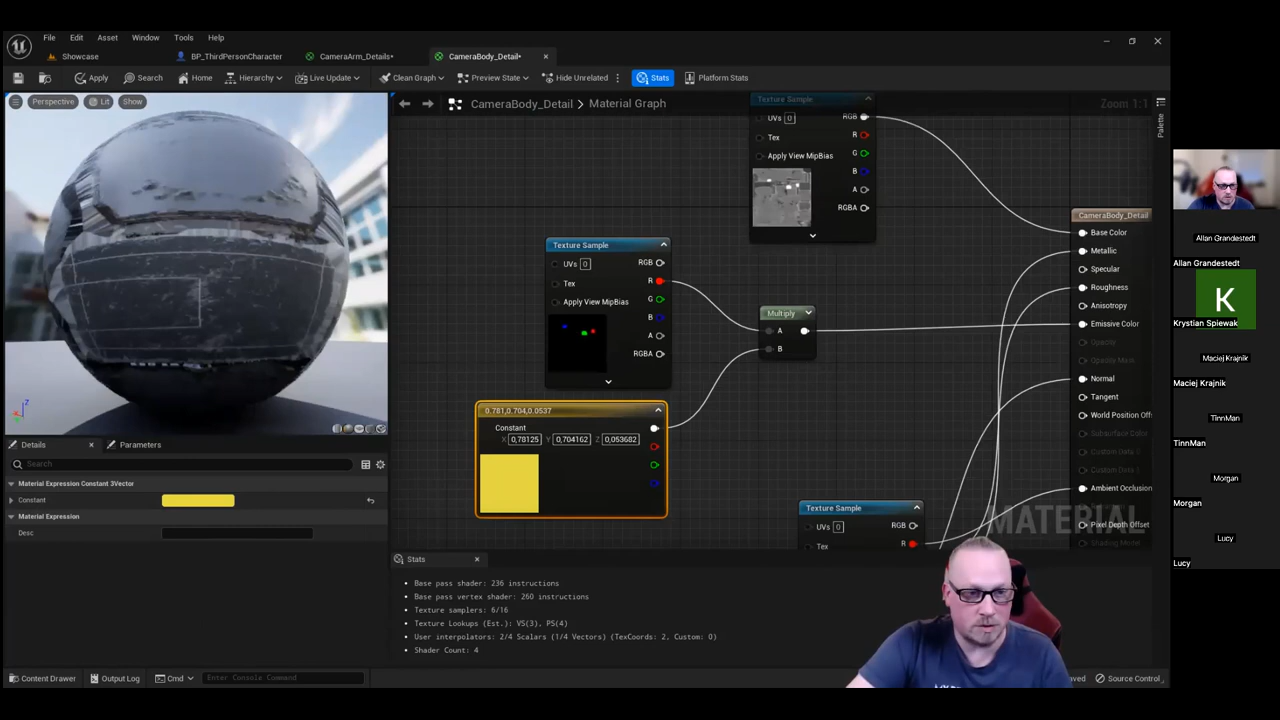 File Edit Asset Window Tools Help
Showcase BP_ThirdPersonCharacter CameraArm_Details* CameraBody_Detail*
Apply Search Home Hierarchy Live Update Clean Graph Preview State Hide Unrelated Stats Platform Stats
Perspective Lit Show
CameraBody_Detail > Material Graph
Zoom 1:1
Palette
Texture Sample
UVs 0 RGB
Tex R
G
Apply View MipBias B
A
RGBA
CameraBody_Detail
Base Color
Metallic
Specular
Roughness
Anisotropy
Emissive Color
Opacity
Opacity Mask
Normal
Tangent
World Position Off
Subsurface Color
Ambient Occlusion
Pixel Depth Offset
Texture Sample
UVs 0 RGB
Tex R
Apply View MipBias G
B
A
RGBA
Multiply
A
B
0.781,0.704,0.0537
Constant
X 0,78125 Y 0,704162 Z 0,053682
Texture Sample
UVs 0 RGB
Tex R
MATERIAL
Details Parameters
Search
Material Expression Constant 3Vector
Constant
Material Expression
Desc
Stats
Base pass shader: 236 instructions
Base pass vertex shader: 260 instructions
Texture samplers: 6/16
Texture Lookups (Est.): VS(3), PS(4)
User interpolators: 2/4 Scalars (1/4 Vectors) (TexCoords: 2, Custom: 0)
Shader Count: 4
Content Drawer Output Log Cmd Enter Console Command
Source Control
Allan Grandestedt
Allan Grandestedt
K
Krystian Spiewak
Maciej Krajnik
Maciej Krajnik
TinnMan
TinnMan
Morgan
Morgan
Lucy
Lucy